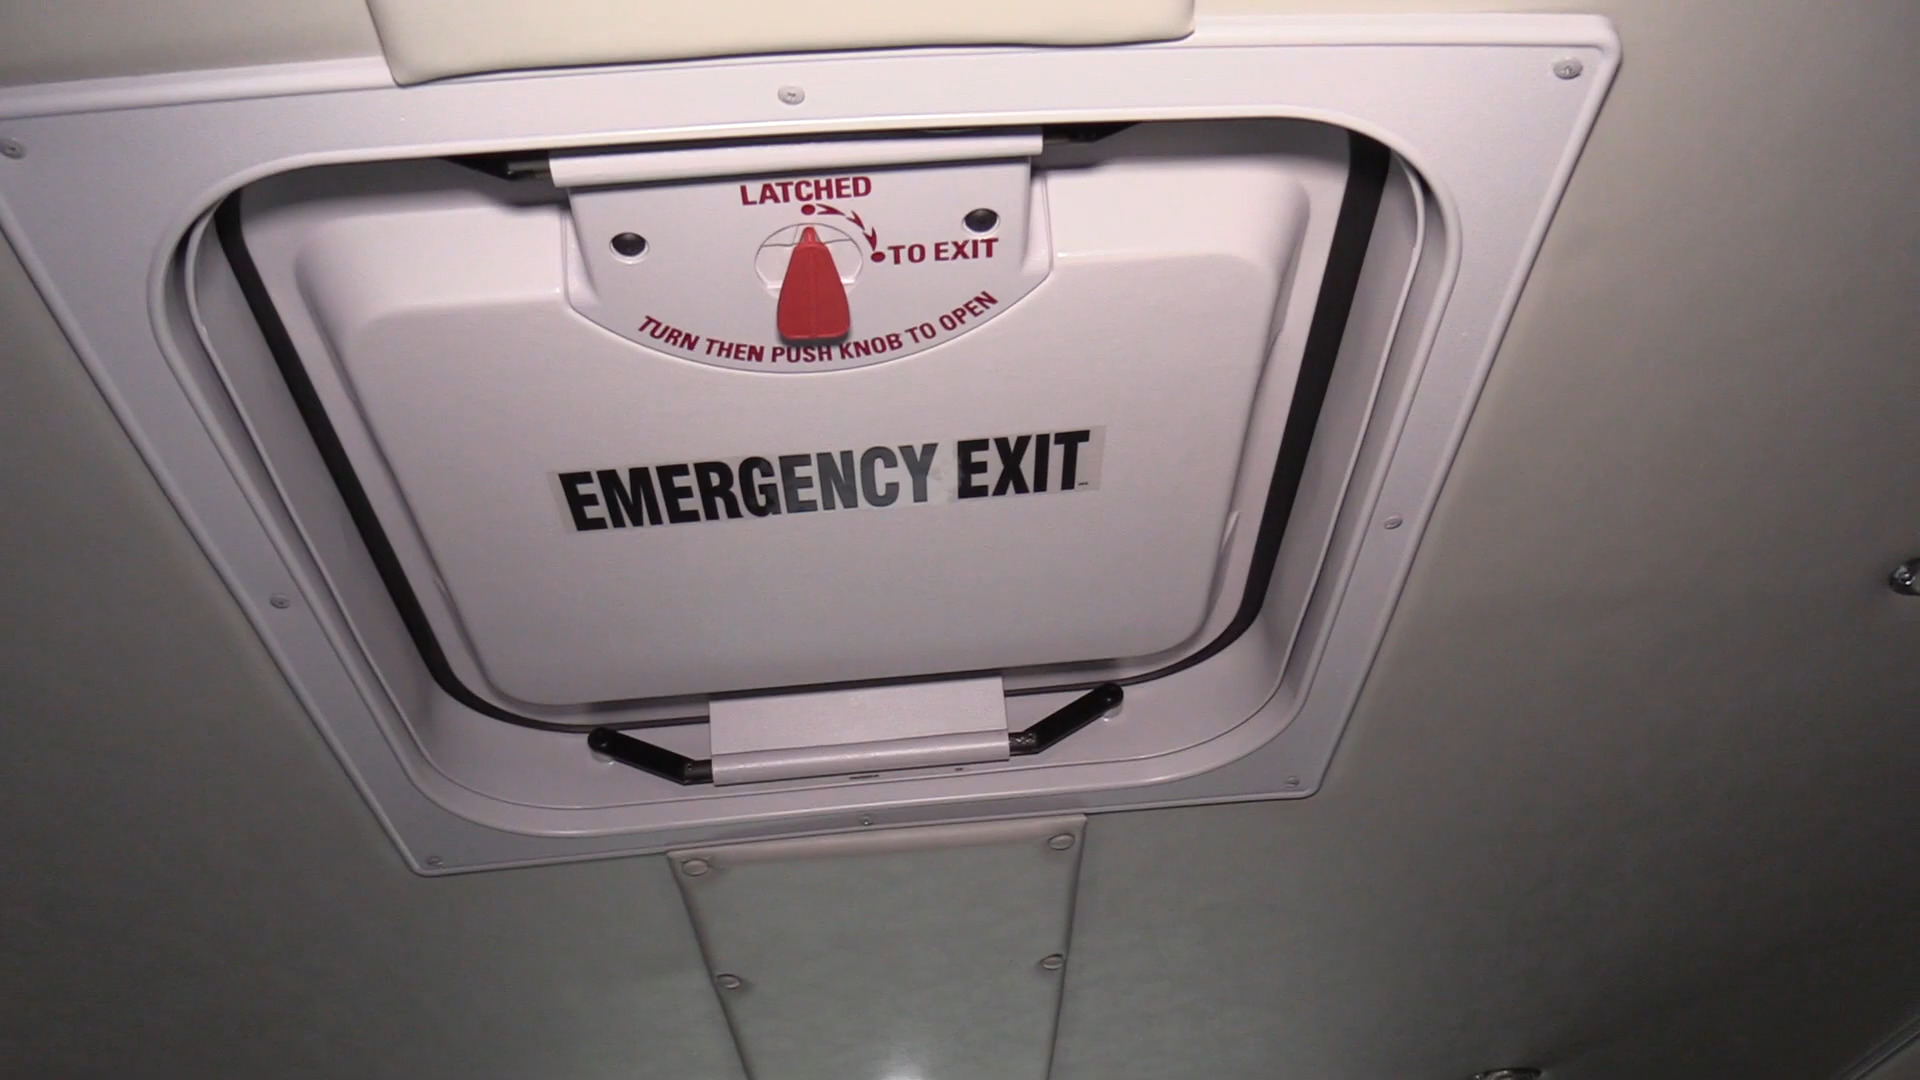 LATCHED
TO EXIT
TURN THEN PUSH KNOB TO OPEN
EMERGENCY EXIT